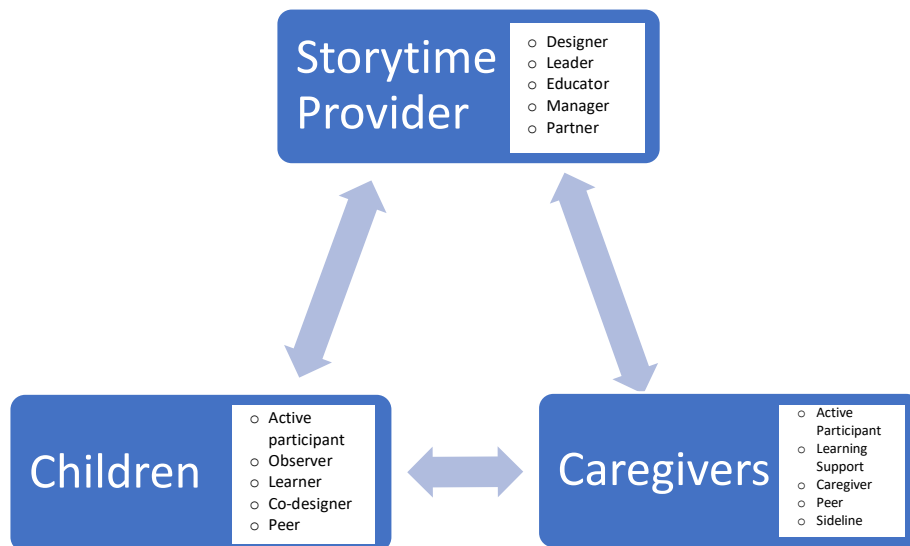 Storytime
Provider
○ Designer
○ Leader
○ Educator
○ Manager
○ Partner
Children
○ Active
participant
○ Observer
○ Learner
○ Co-designer
○ Peer
Caregivers
○ Active
Participant
○ Learning
Support
○ Caregiver
○ Peer
○ Sideline